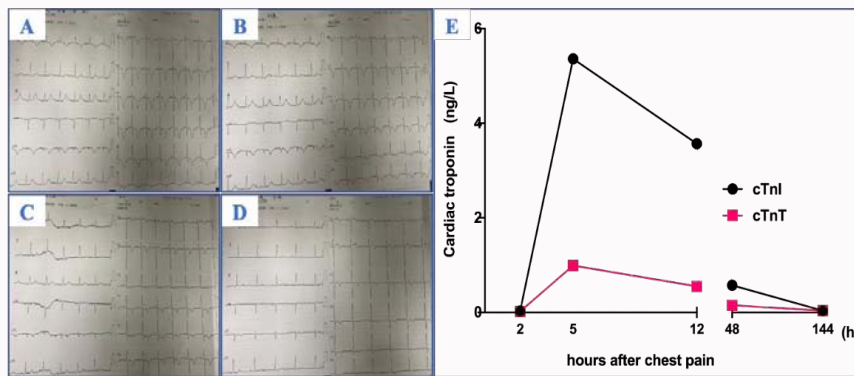 A
B
C
D
E
Cardiac troponin (ng/L)
6
4
2
0
2
5
12
48
144
(h
hours after chest pain
cTnI
cTnT